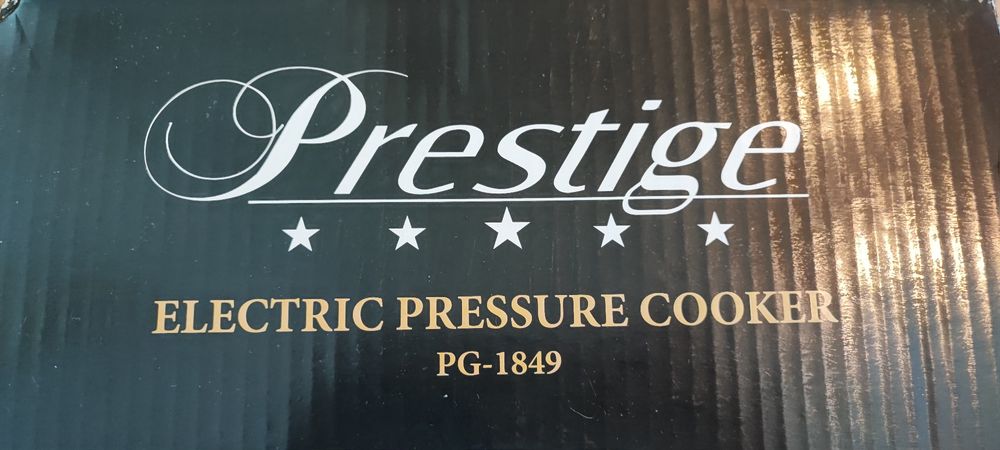 Prestige
ELECTRIC PRESSURE COOKER
PG-1849